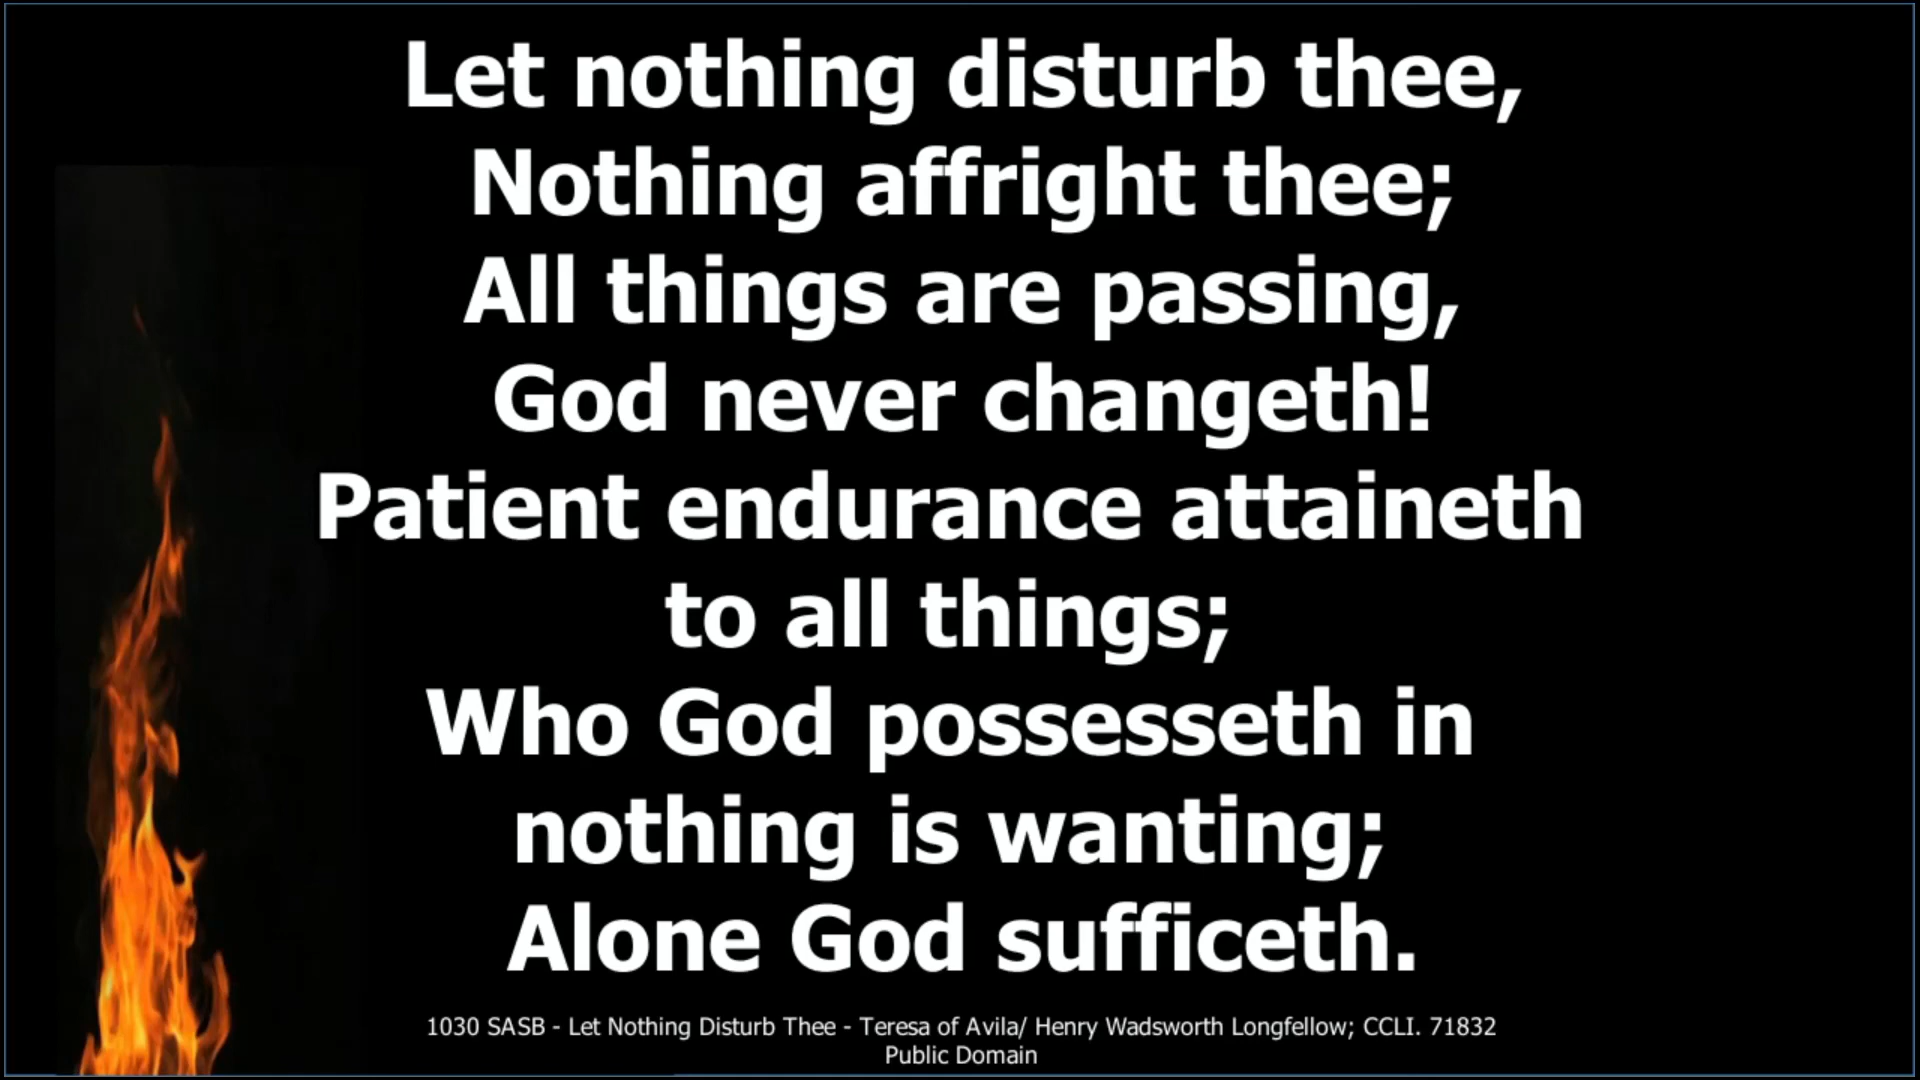 Let nothing disturb thee,
Nothing affright thee;
All things are passing,
God never changeth!
Patient endurance attaineth
to all things;
Who God possesseth in
nothing is wanting;
Alone God sufficeth.
1030 SASB - Let Nothing Disturb Thee - Teresa of Avila/ Henry Wadsworth Longfellow; CCLI. 71832
Public Domain